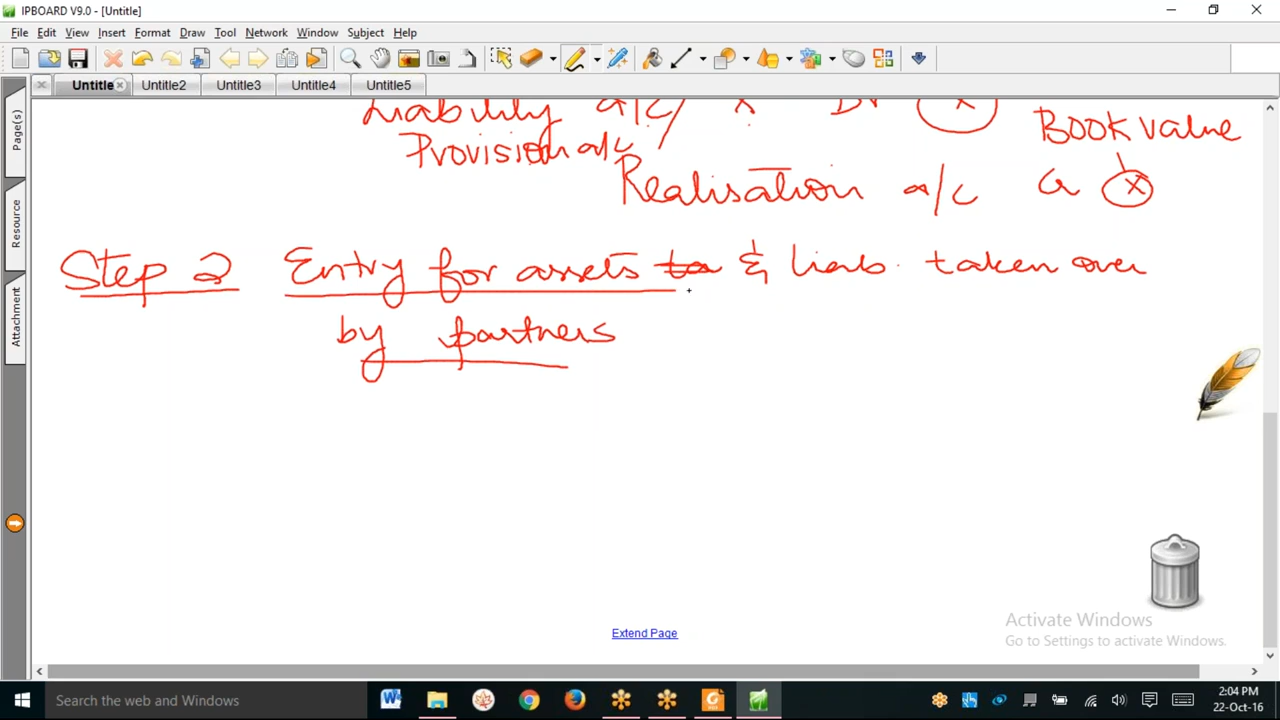 IPBOARD V9.0 - [Untitle]
File Edit View Insert Format Draw Tool Network Window Subject Help
Untitle Untitle2 Untitle3 Untitle4 Untitle5
Page(s)
Resource
Attachment
Liability a/c x Dr x
Provision a/c
Book value
Realisation a/c Cr x
Step 2 Entry for assets to & liab. taken over
by partners
Extend Page
Activate Windows
Go to Settings to activate Windows.
Search the web and Windows
2:04 PM
22-Oct-16